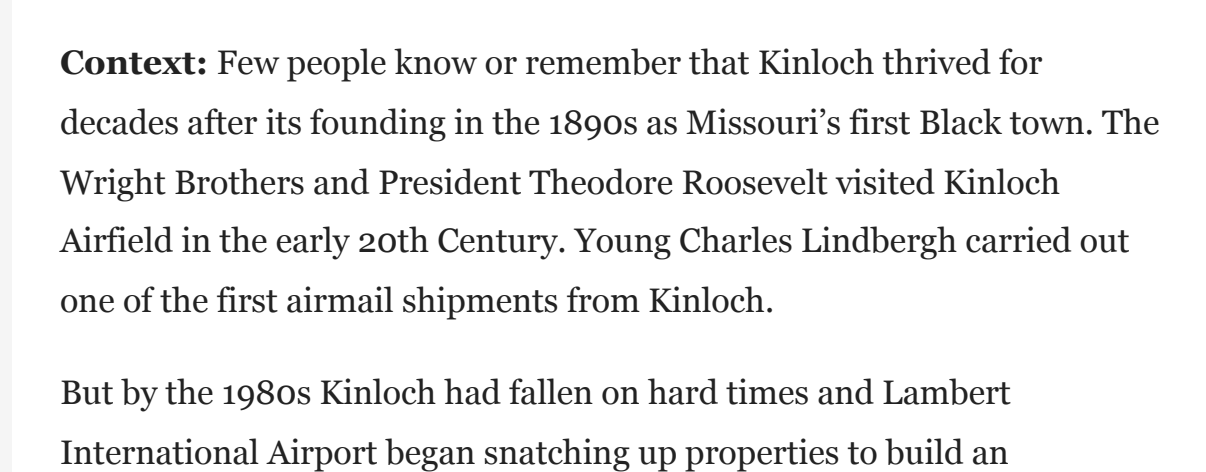 Context: Few people know or remember that Kinloch thrived for
decades after its founding in the 1890s as Missouri’s first Black town. The
Wright Brothers and President Theodore Roosevelt visited Kinloch
Airfield in the early 20th Century. Young Charles Lindbergh carried out
one of the first airmail shipments from Kinloch.
But by the 1980s Kinloch had fallen on hard times and Lambert
International Airport began snatching up properties to build an